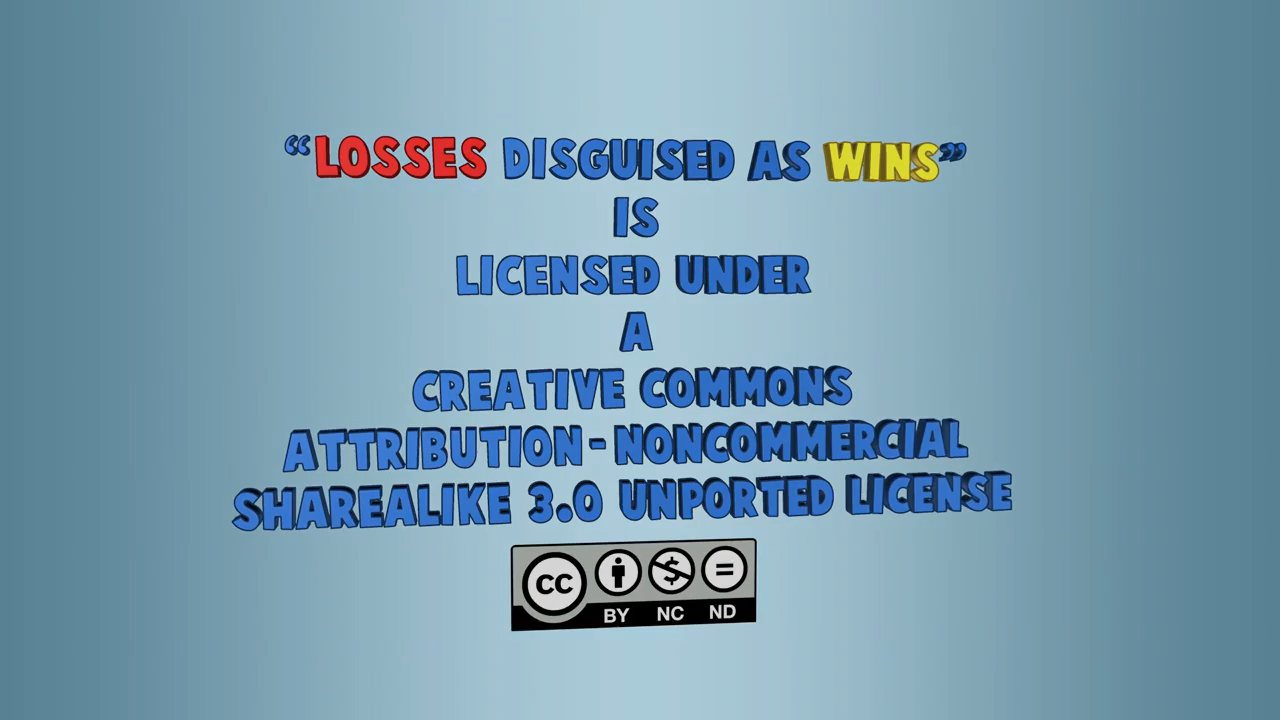 “LOSSES DISGUISED AS WINS”
IS
LICENSED UNDER
A
CREATIVE COMMONS
ATTRIBUTION-NONCOMMERCIAL
SHAREALIKE 3.0 UNPORTED LICENSE
CC
BY NC ND